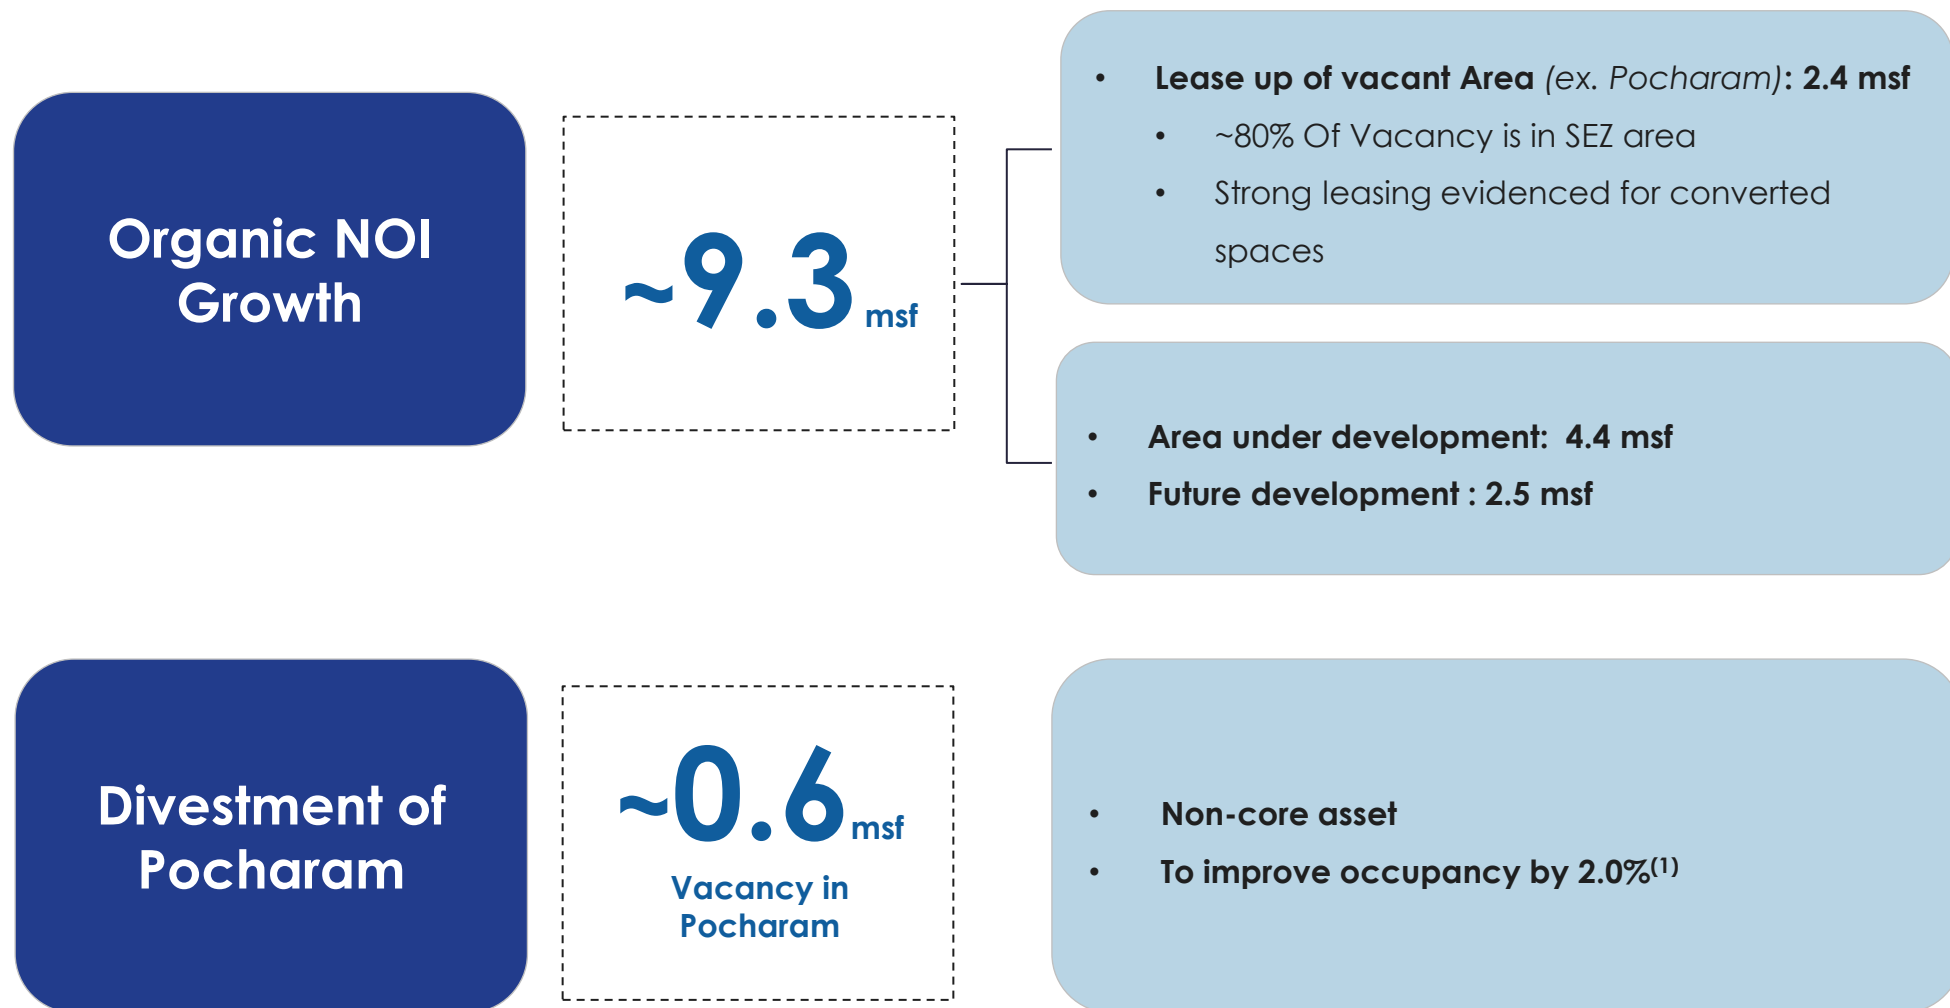 Organic NOI
Growth
~9.3 msf
• Lease up of vacant Area (ex. Pocharam): 2.4 msf
• ~80% Of Vacancy is in SEZ area
• Strong leasing evidenced for converted
spaces
• Area under development: 4.4 msf
• Future development : 2.5 msf
Divestment of
Pocharam
~0.6 msf
Vacancy in
Pocharam
• Non-core asset
• To improve occupancy by 2.0%(1)